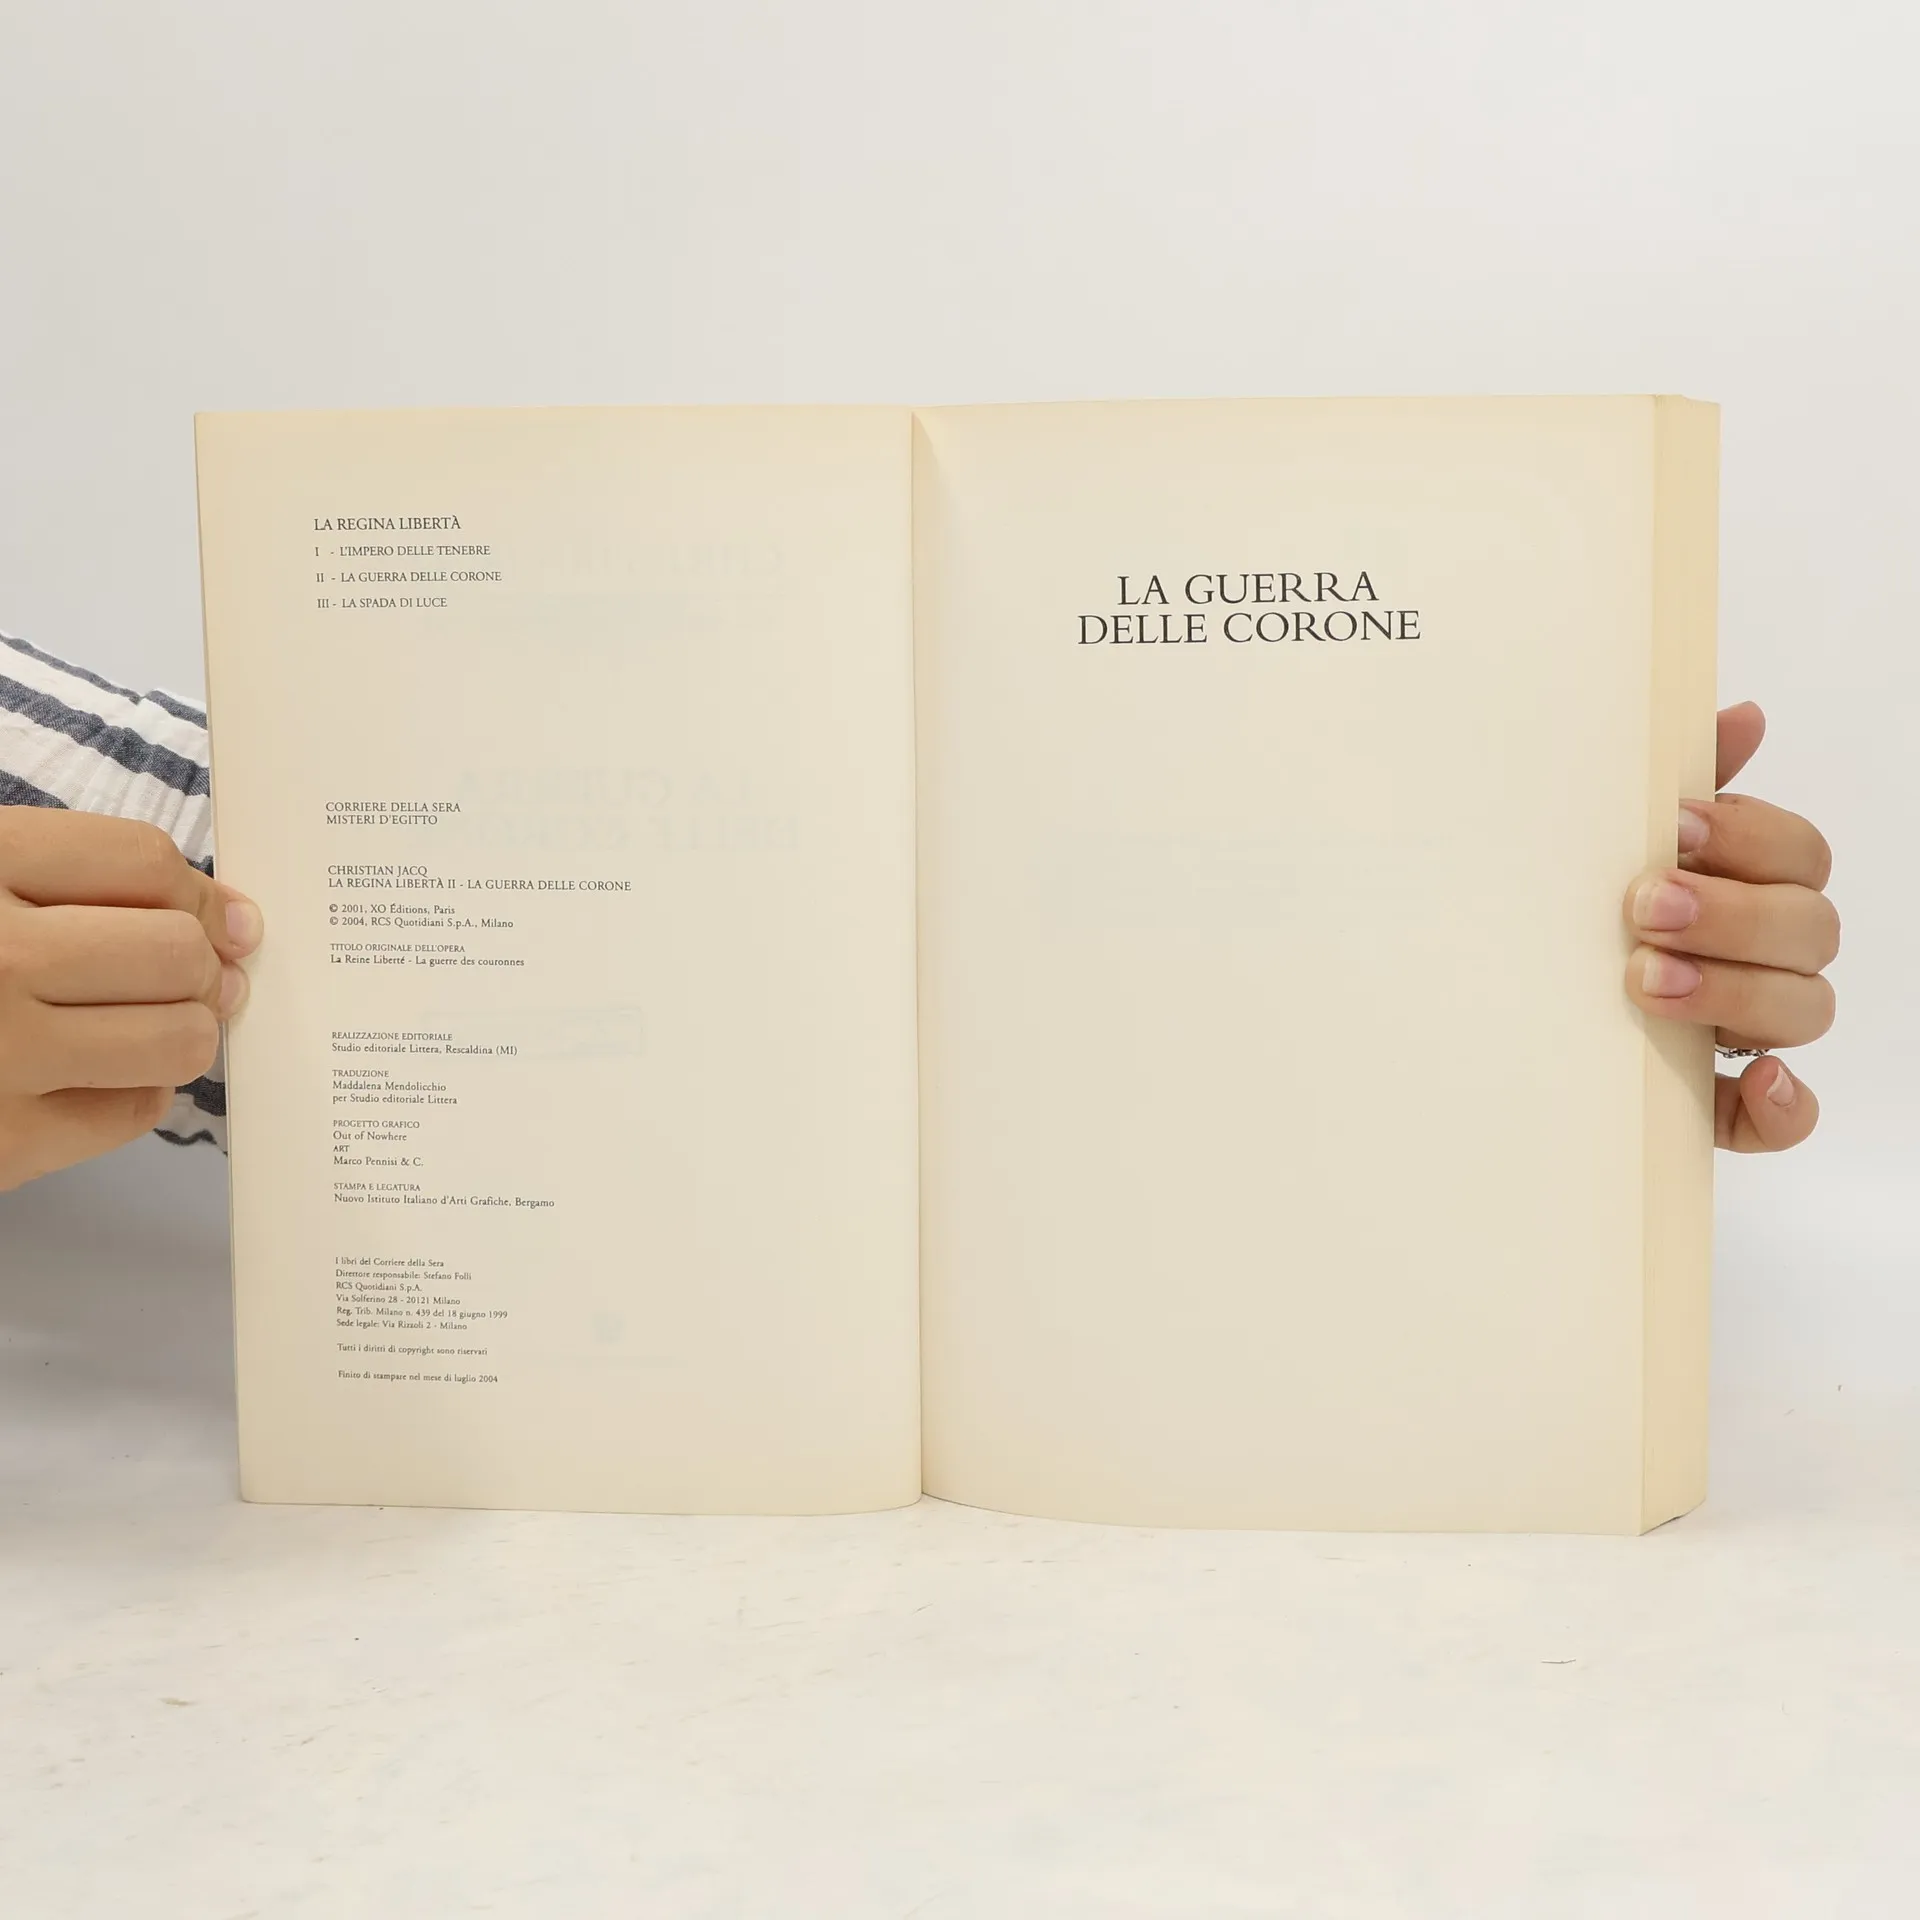 LA REGINA LIBERTÀ
I - L'IMPERO DELLE TENEBRE
II - LA GUERRA DELLE CORONE
III - LA SPADA DI LUCE
CORRIERE DELLA SERA
MISTERI D'EGITTO
CHRISTIAN JACQ
LA REGINA LIBERTÀ II - LA GUERRA DELLE CORONE
© 2001, XO Éditions, Paris
© 2004, RCS Quotidiani S.p.A., Milano
TITOLO ORIGINALE DELL'OPERA
La Reine Liberté - La guerre des couronnes
REALIZZAZIONE EDITORIALE
Studio editoriale Littera, Rescaldina (MI)
TRADUZIONE
Maddalena Mendolicchio
per Studio editoriale Littera
PROGETTO GRAFICO
Out of Nowhere
ART
Marco Pennisi & C.
STAMPA E LEGATURA
Nuovo Istituto Italiano d'Arti Grafiche, Bergamo
I libri del Corriere della Sera
Direttore responsabile: Stefano Folli
RCS Quotidiani S.p.A.
Via Solferino 28 - 20121 Milano
Reg. Trib. Milano n. 439 del 18 giugno 1999
Sede legale: Via Rizzoli 2 - Milano
Tutti i diritti di copyright sono riservati
Finito di stampare nel mese di luglio 2004
LA GUERRA
DELLE CORONE